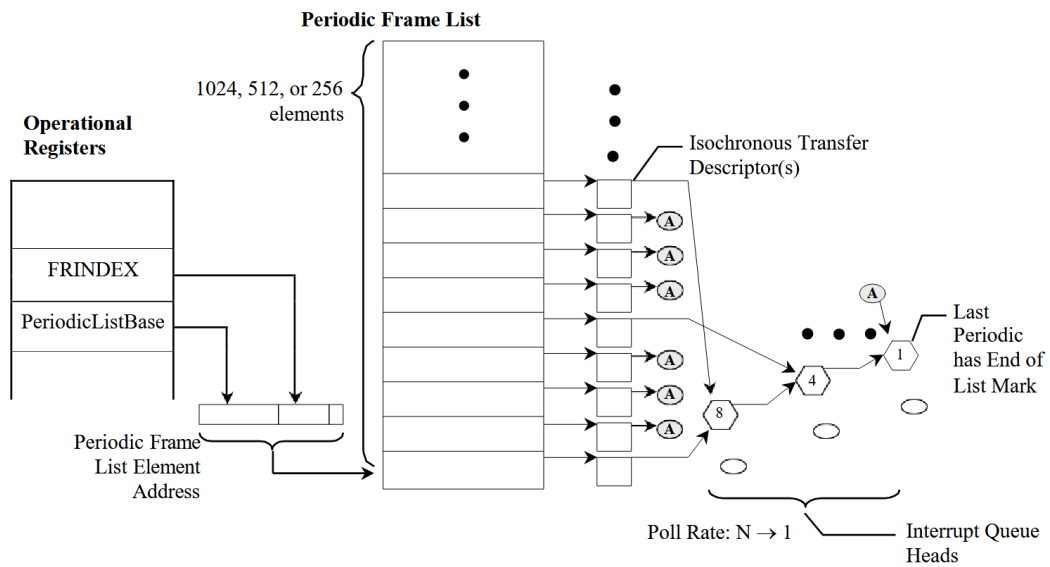 Periodic Frame List
1024, 512, or 256
elements
Operational
Registers
Isochronous Transfer
Descriptor(s)
A
A
FRINDEX
A
A
A
PeriodicListBase
Last
Periodic
has End of
List Mark
1
A
4
A
8
A
Periodic Frame
List Element
Address
Poll Rate: N → 1
Interrupt Queue
Heads